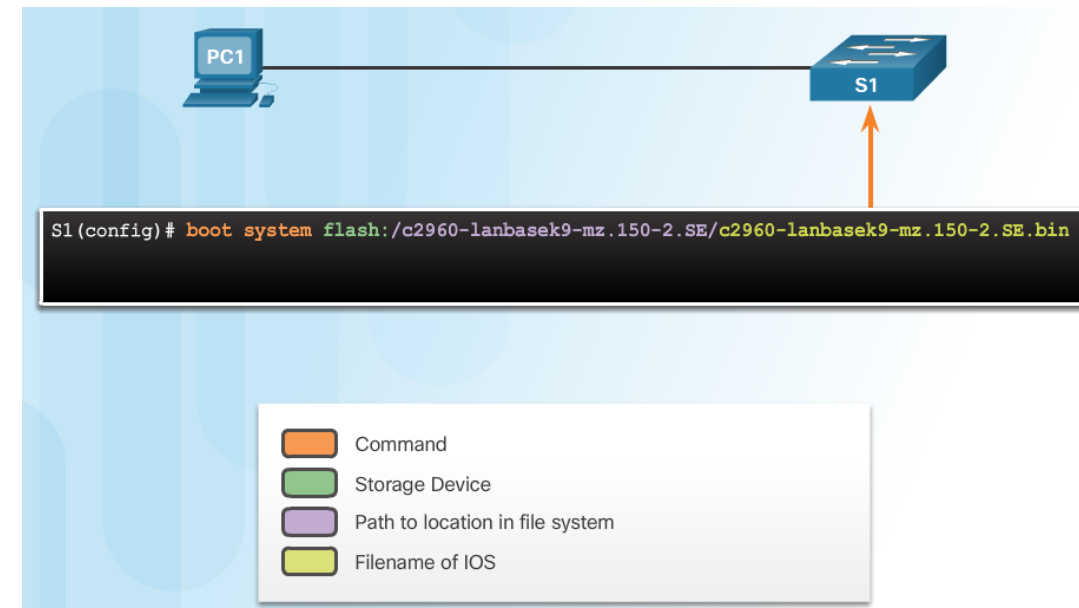 PC1
S1
S1(config)# boot system flash:/c2960-lanbasek9-mz.150-2.SE/c2960-lanbasek9-mz.150-2.SE.bin
Command
Storage Device
Path to location in file system
Filename of IOS